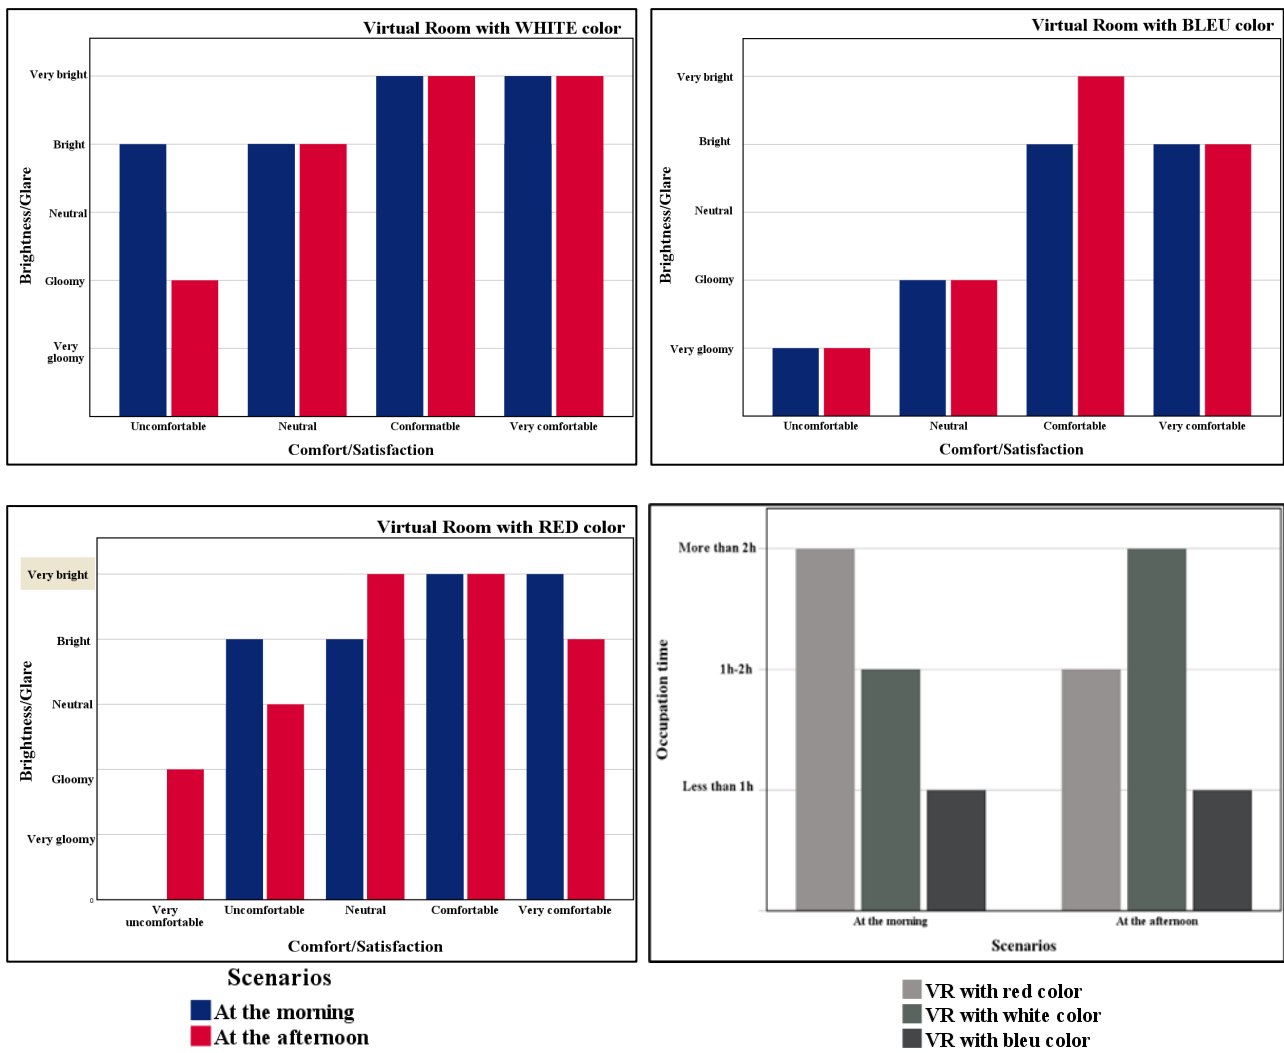 Virtual Room with WHITE color
Very bright
Bright
Neutral
Gloomy
Very
gloomy
Brightness/Glare
Uncomfortable
Neutral
Conformatble
Very comfortable
Comfort/Satisfaction
Virtual Room with BLEU color
Very bright
Bright
Neutral
Gloomy
Very gloomy
Brightness/Glare
Uncomfortable
Neutral
Comfortable
Very comfortable
Comfort/Satisfaction
Virtual Room with RED color
Very bright
Bright
Neutral
Gloomy
Very gloomy
0
Brightness/Glare
Very
uncomfortable
Uncomfortable
Neutral
Comfortable
Very comfortable
Comfort/Satisfaction
Scenarios
At the morning
At the afternoon
More than 2h
1h-2h
Less than 1h
Occupation time
At the morning
At the afternoon
Scenarios
VR with red color
VR with white color
VR with bleu color